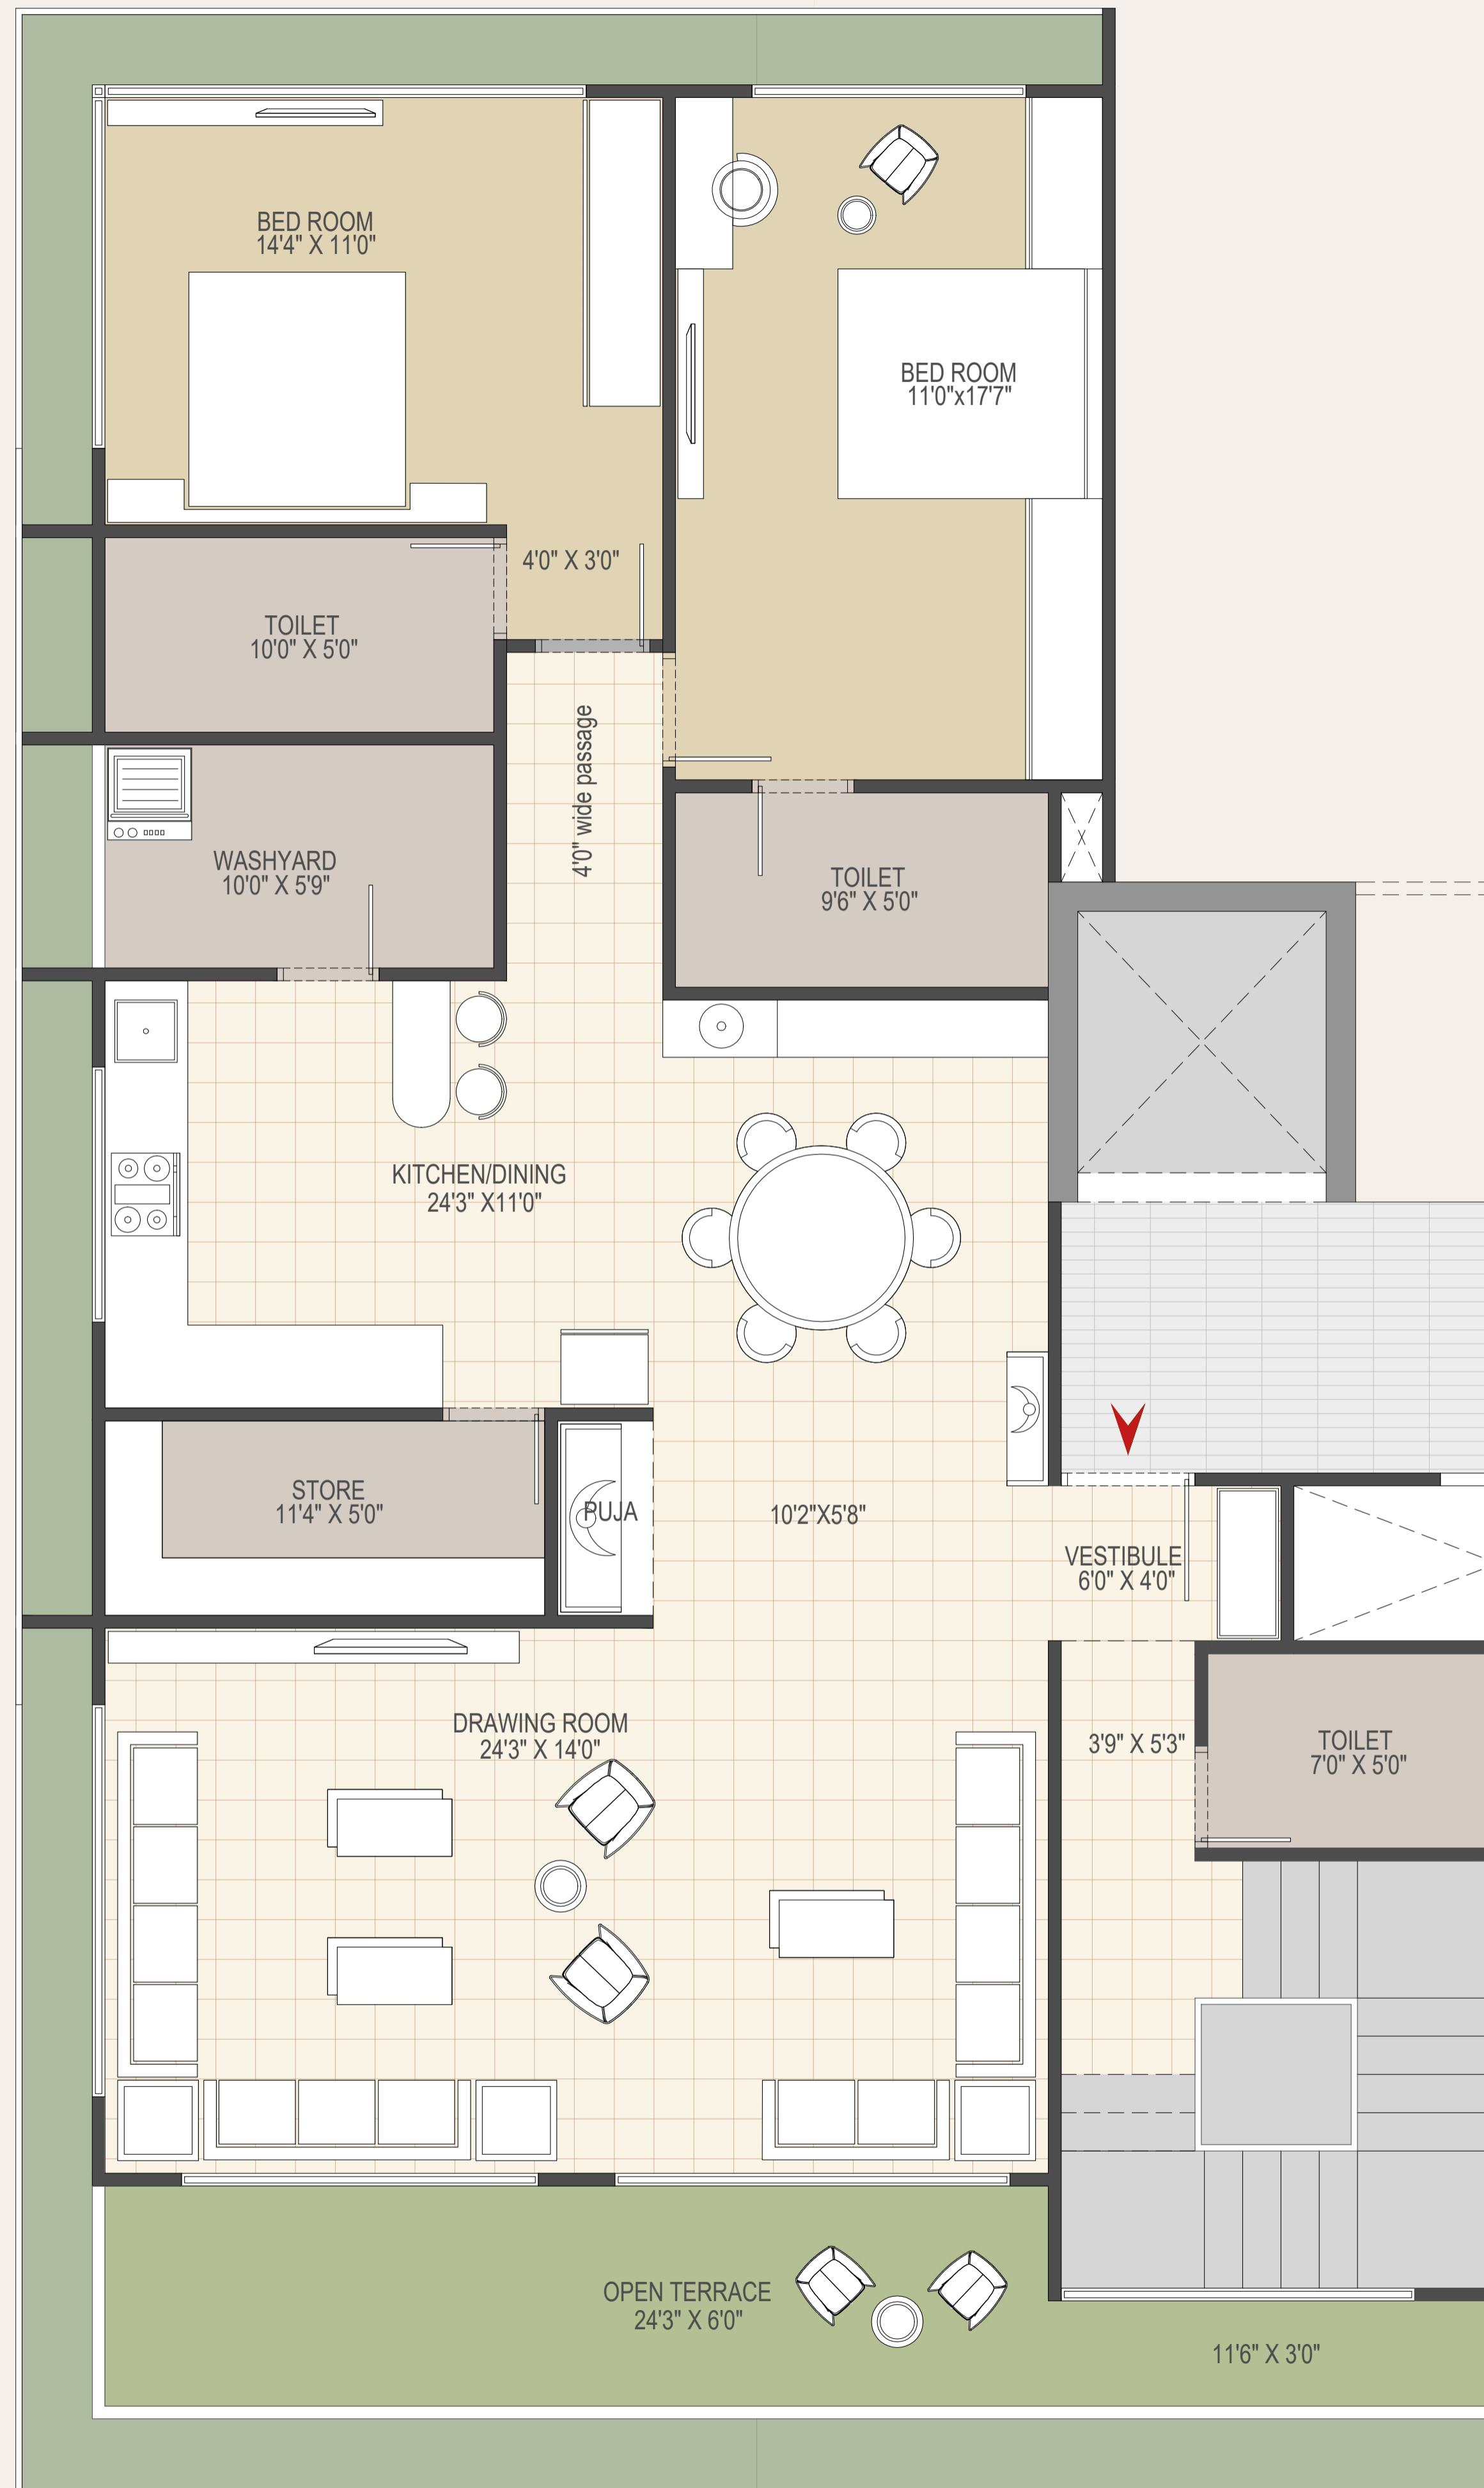 BED ROOM
14'4" X 11'0"
BED ROOM
11'0"x17'7"
4'0" X 3'0"
TOILET
10'0" X 5'0"
4'0" wide passage
WASHYARD
10'0" X 5'9"
TOILET
9'6" X 5'0"
KITCHEN/DINING
24'3" X11'0"
STORE
11'4" X 5'0"
PUJA
10'2"X5'8"
VESTIBULE
6'0" X 4'0"
DRAWING ROOM
24'3" X 14'0"
3'9" X 5'3"
TOILET
7'0" X 5'0"
OPEN TERRACE
24'3" X 6'0"
11'6" X 3'0"